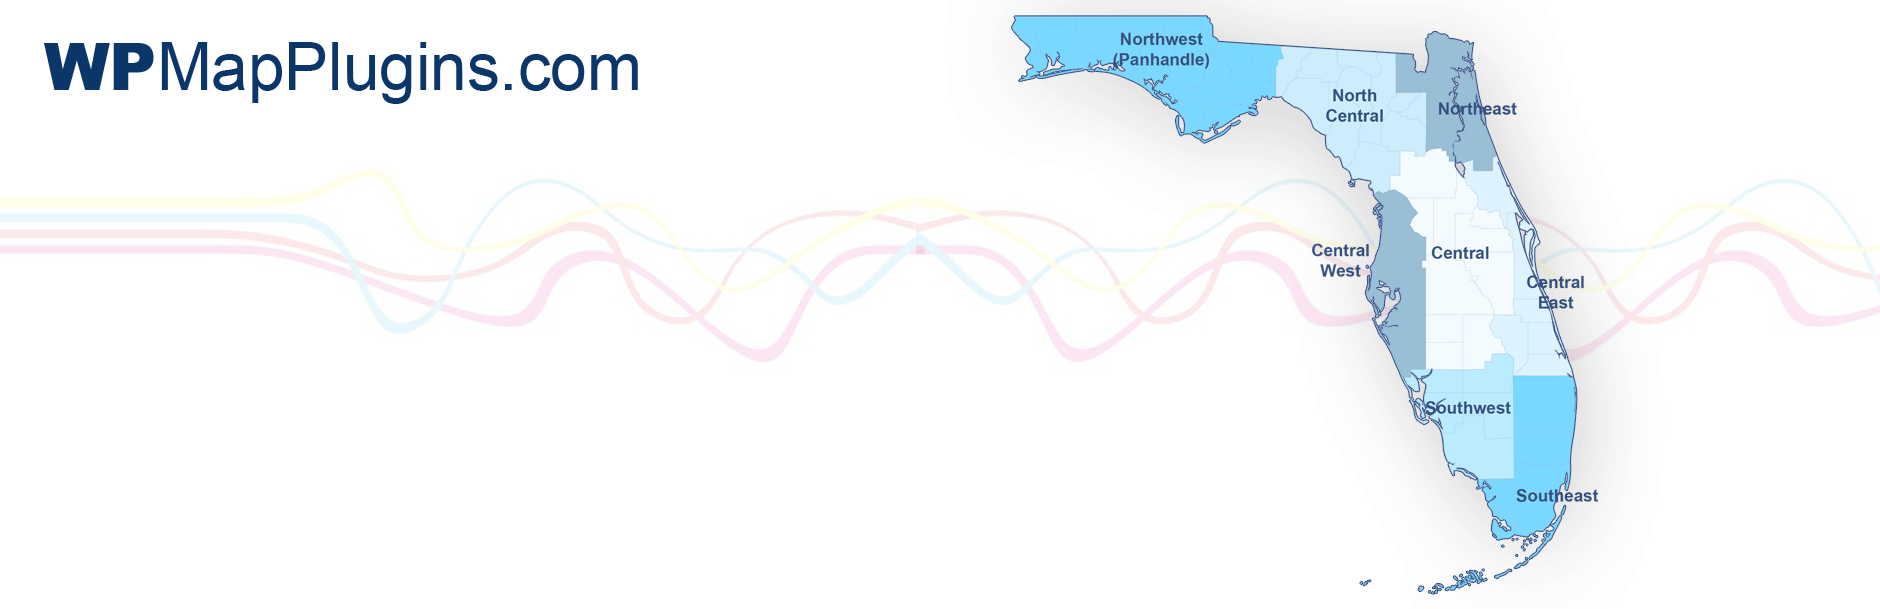 WPMapPlugins.com
Northwest
(Panhandle)
North
Central
Northeast
Central
West
Central
Central
East
Southwest
Southeast